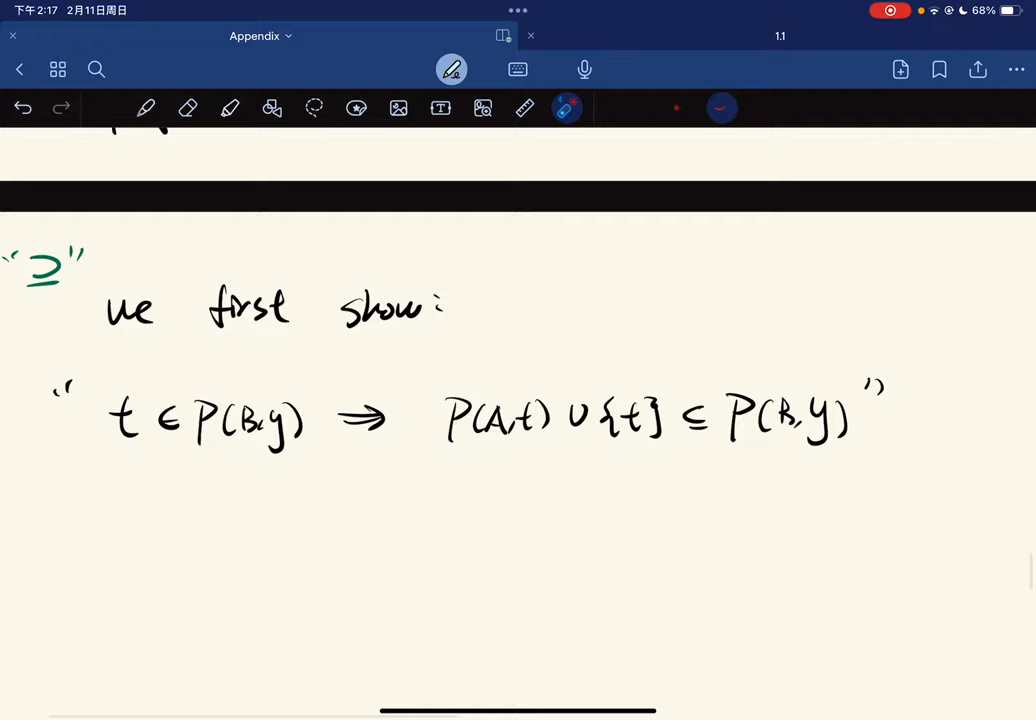 下午2:17 2月11日周日
68%
Appendix
1.1
"⊇"
we first show:
" t ∈ P(B,y) ⇒ P(A,t) ∪ {t} ⊆ P(B,y) "